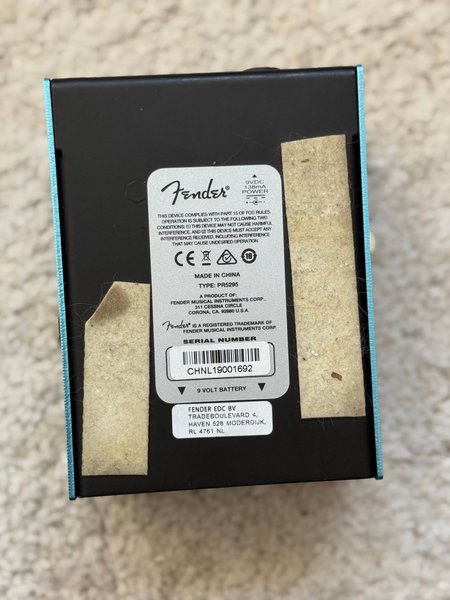 Fender®
9VDC
138mA
POWER
THIS DEVICE COMPLIES WITH PART 15 OF FCC RULES
OPERATION IS SUBJECT TO THE FOLLOWING TWO
CONDITIONS: (1) THIS DEVICE MAY NOT CAUSE
INTERFERENCE, AND (2) THIS DEVICE MUST ACCEPT ANY
INTERFERENCE RECEIVED, INCLUDING INTERFERENCE
THAT MAY CAUSE UNDESIRED OPERATION.
CE
10
MADE IN CHINA
TYPE: PR5295
A PRODUCT OF:
FENDER MUSICAL INSTRUMENTS CORP.
311 CESSNA CIRCLE
CORONA, CA. 92880 U.S.A.
Fender® IS A REGISTERED TRADEMARK OF
FENDER MUSICAL INSTRUMENTS CORP.
SERIAL NUMBER
CHNL19001692
9 VOLT BATTERY
FENDER EDC BV
TRADEBOULEVARD 4,
HAVEN 528 MODERDIJK,
RL 4761 NL